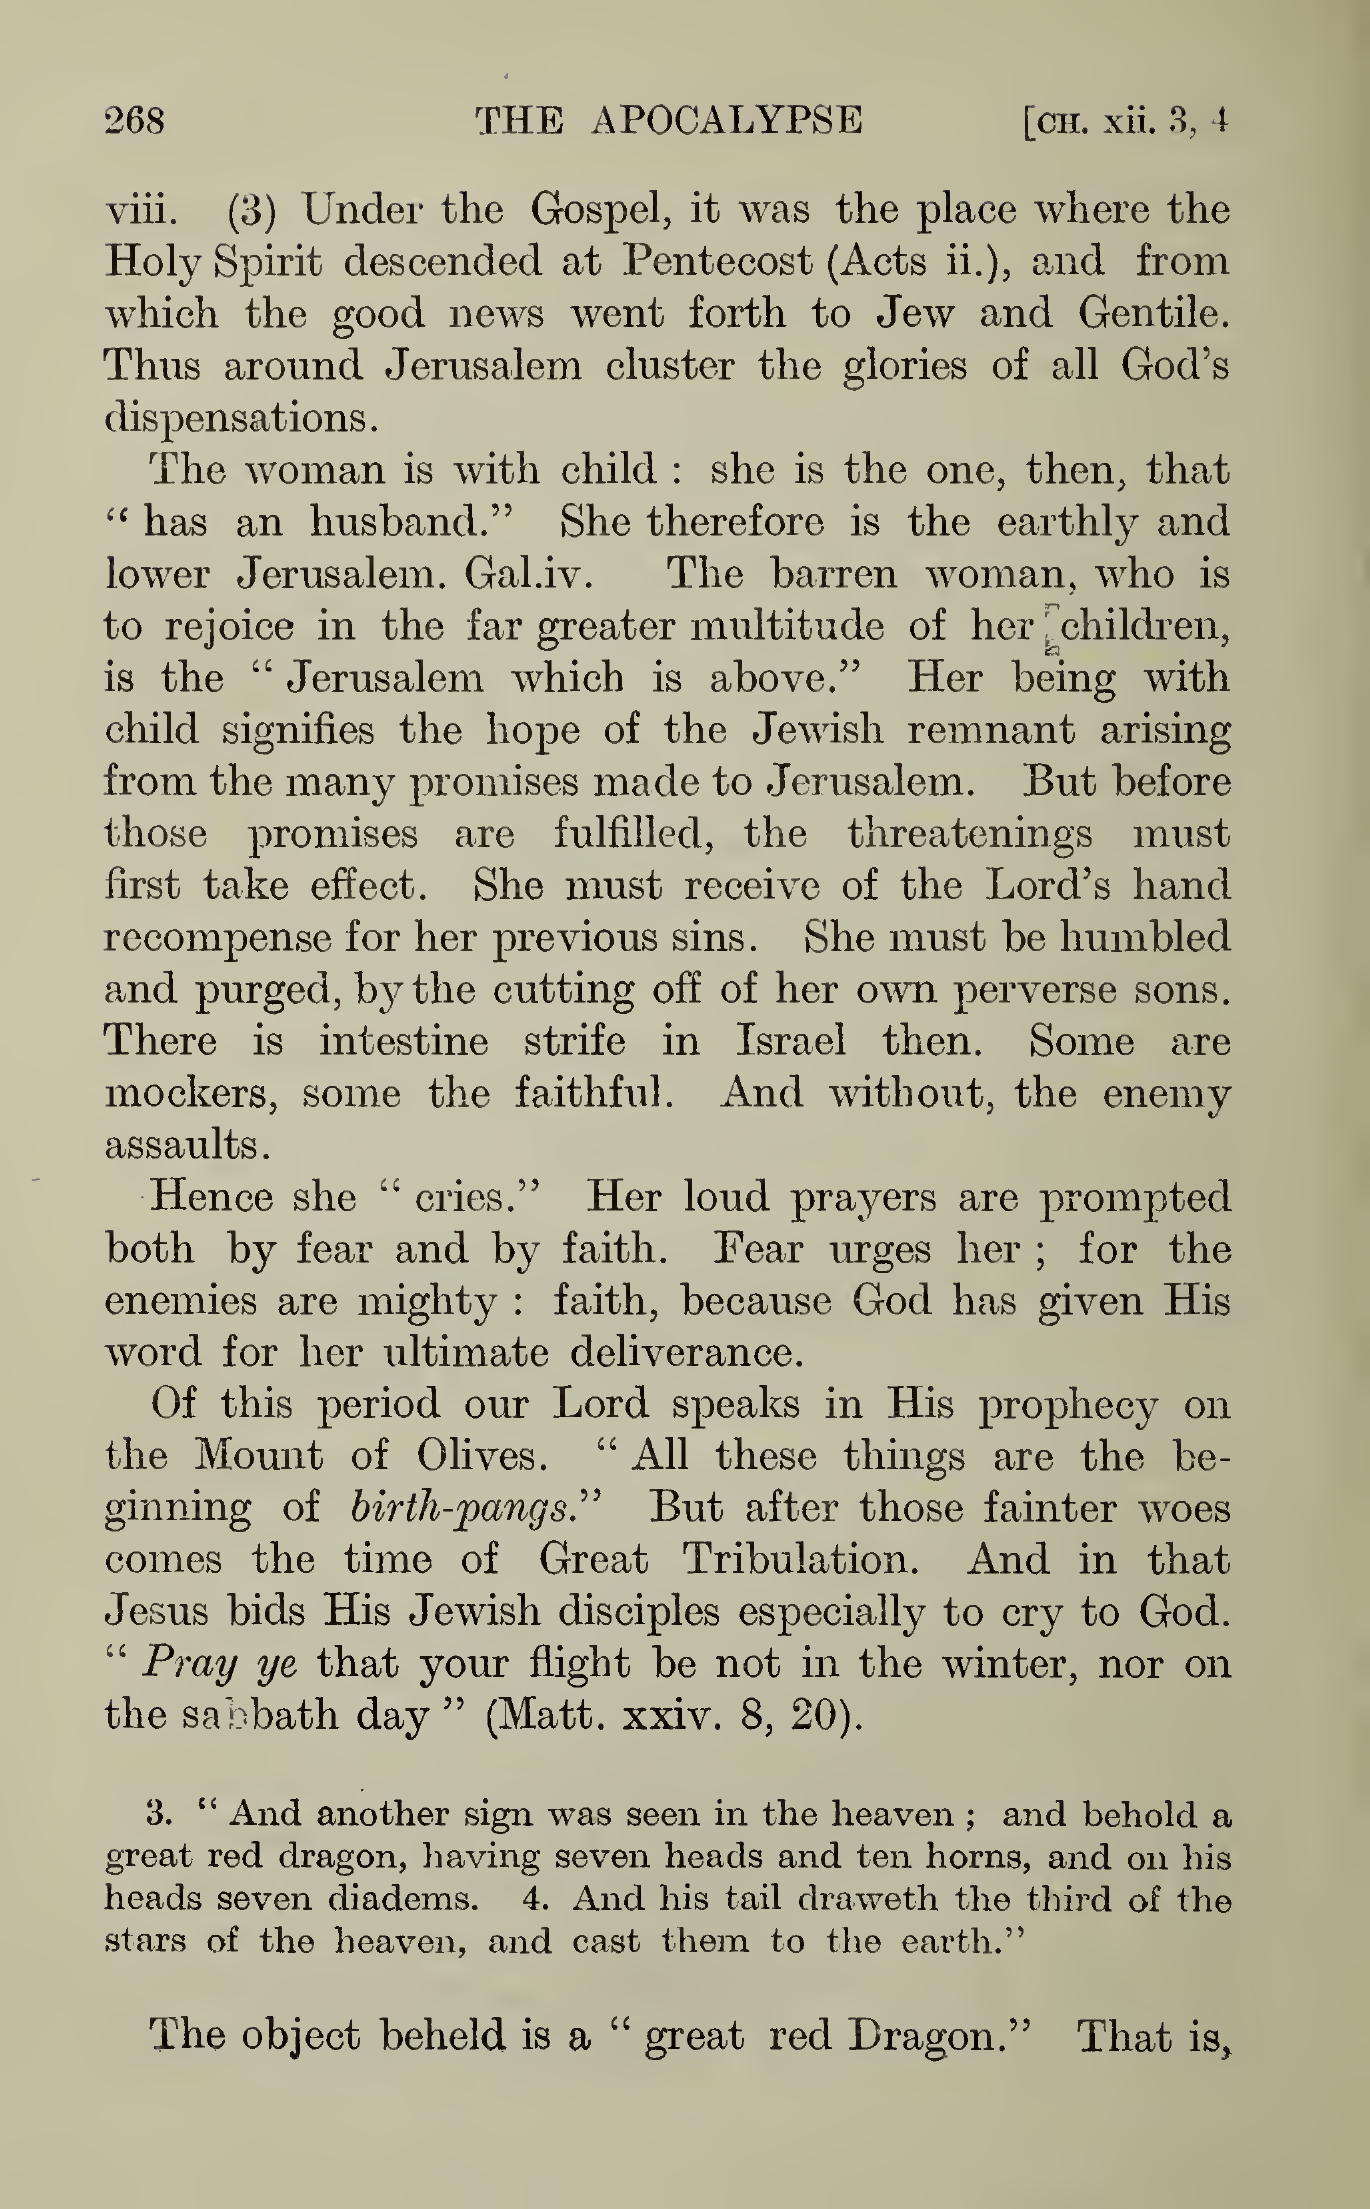 268 THE APOCALYPSE [CH. xii. 3, 4
viii. (3) Under the Gospel, it was the place where the
Holy Spirit descended at Pentecost (Acts ii.), and from
which the good news went forth to Jew and Gentile.
Thus around Jerusalem cluster the glories of all God's
dispensations.
The woman is with child : she is the one, then, that
“ has an husband.” She therefore is the earthly and
lower Jerusalem. Gal.iv. The barren woman, who is
to rejoice in the far greater multitude of her children,
is the “ Jerusalem which is above.” Her being with
child signifies the hope of the Jewish remnant arising
from the many promises made to Jerusalem. But before
those promises are fulfilled, the threatenings must
first take effect. She must receive of the Lord's hand
recompense for her previous sins. She must be humbled
and purged, by the cutting off of her own perverse sons.
There is intestine strife in Israel then. Some are
mockers, some the faithful. And without, the enemy
assaults.
Hence she “ cries.” Her loud prayers are prompted
both by fear and by faith. Fear urges her ; for the
enemies are mighty : faith, because God has given His
word for her ultimate deliverance.
Of this period our Lord speaks in His prophecy on
the Mount of Olives. “ All these things are the be-
ginning of birth-pangs.” But after those fainter woes
comes the time of Great Tribulation. And in that
Jesus bids His Jewish disciples especially to cry to God.
“ Pray ye that your flight be not in the winter, nor on
the sabbath day ” (Matt. xxiv. 8, 20).
3. “ And another sign was seen in the heaven ; and behold a
great red dragon, having seven heads and ten horns, and on his
heads seven diadems. 4. And his tail draweth the third of the
stars of the heaven, and cast them to the earth.”
The object beheld is a “ great red Dragon.” That is,